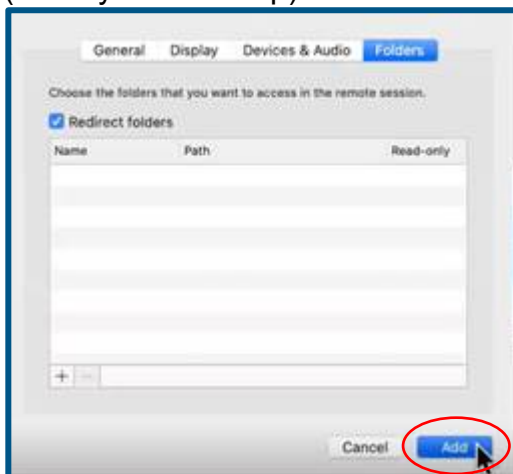 General Display Devices & Audio Folders
Choose the folders that you want to access in the remote session.
Redirect folders
Name Path Read-only
+ −
Cancel Add